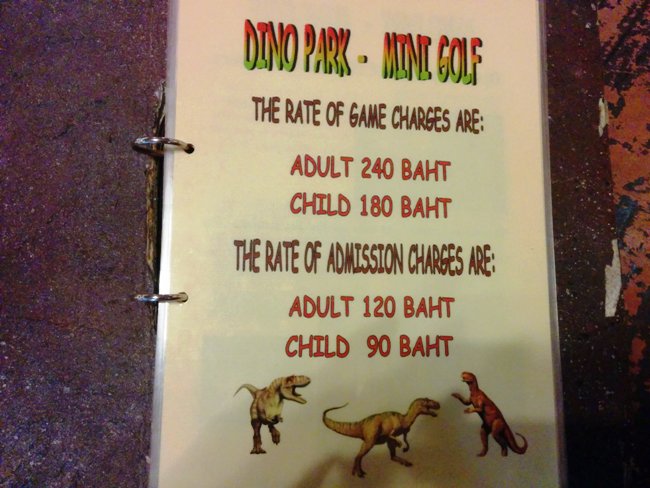 DINO PARK - MINI GOLF
THE RATE OF GAME CHARGES ARE:
ADULT 240 BAHT
CHILD 180 BAHT
THE RATE OF ADMISSION CHARGES ARE:
ADULT 120 BAHT
CHILD 90 BAHT